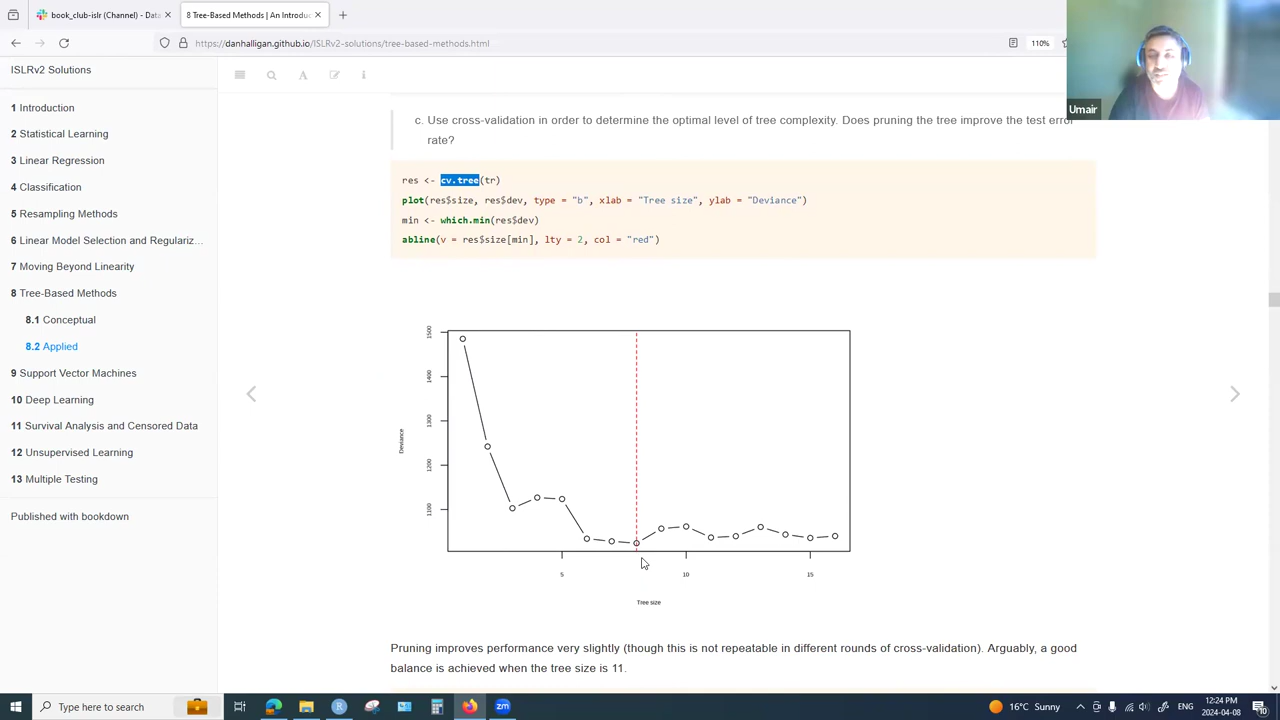 book_club-islr (Channel) - Data
8 Tree-Based Methods | An Introdu
https://danhalligan.github.io/ISLRv2-solutions/tree-based-methods.html
110%
Umair
ISLRv2 Solutions
1 Introduction
2 Statistical Learning
3 Linear Regression
4 Classification
5 Resampling Methods
6 Linear Model Selection and Regulariz...
7 Moving Beyond Linearity
8 Tree-Based Methods
8.1 Conceptual
8.2 Applied
9 Support Vector Machines
10 Deep Learning
11 Survival Analysis and Censored Data
12 Unsupervised Learning
13 Multiple Testing
Published with bookdown
c. Use cross-validation in order to determine the optimal level of tree complexity. Does pruning the tree improve the test error
rate?
res <- cv.tree(tr)
plot(res$size, res$dev, type = "b", xlab = "Tree size", ylab = "Deviance")
min <- which.min(res$dev)
abline(v = res$size[min], lty = 2, col = "red")
1500
1400
1300
1200
1100
Deviance
5
10
15
Tree size
Pruning improves performance very slightly (though this is not repeatable in different rounds of cross-validation). Arguably, a good
balance is achieved when the tree size is 11.
Type here to search
16°C Sunny
12:24 PM
2024-04-08
10